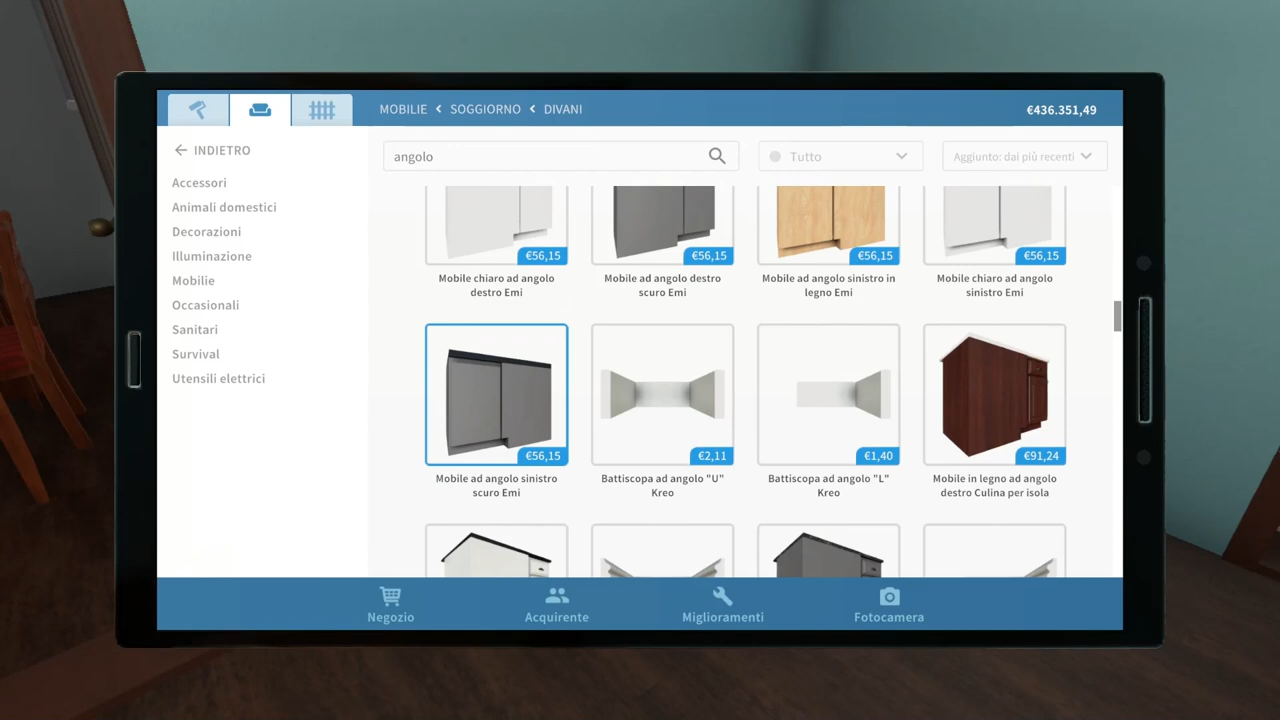 MOBILIE < SOGGIORNO < DIVANI
€436.351,49
INDIETRO
Accessori
Animali domestici
Decorazioni
Illuminazione
Mobilie
Occasionali
Sanitari
Survival
Utensili elettrici
angolo
Tutto
Aggiunto: dai più recenti
€56,15
Mobile chiaro ad angolo
destro Emi
€56,15
Mobile ad angolo destro
scuro Emi
€56,15
Mobile ad angolo sinistro in
legno Emi
€56,15
Mobile chiaro ad angolo
sinistro Emi
€56,15
Mobile ad angolo sinistro
scuro Emi
€2,11
Battiscopa ad angolo "U"
Kreo
€1,40
Battiscopa ad angolo "L"
Kreo
€91,24
Mobile in legno ad angolo
destro Culina per isola
Negozio
Acquirente
Miglioramenti
Fotocamera